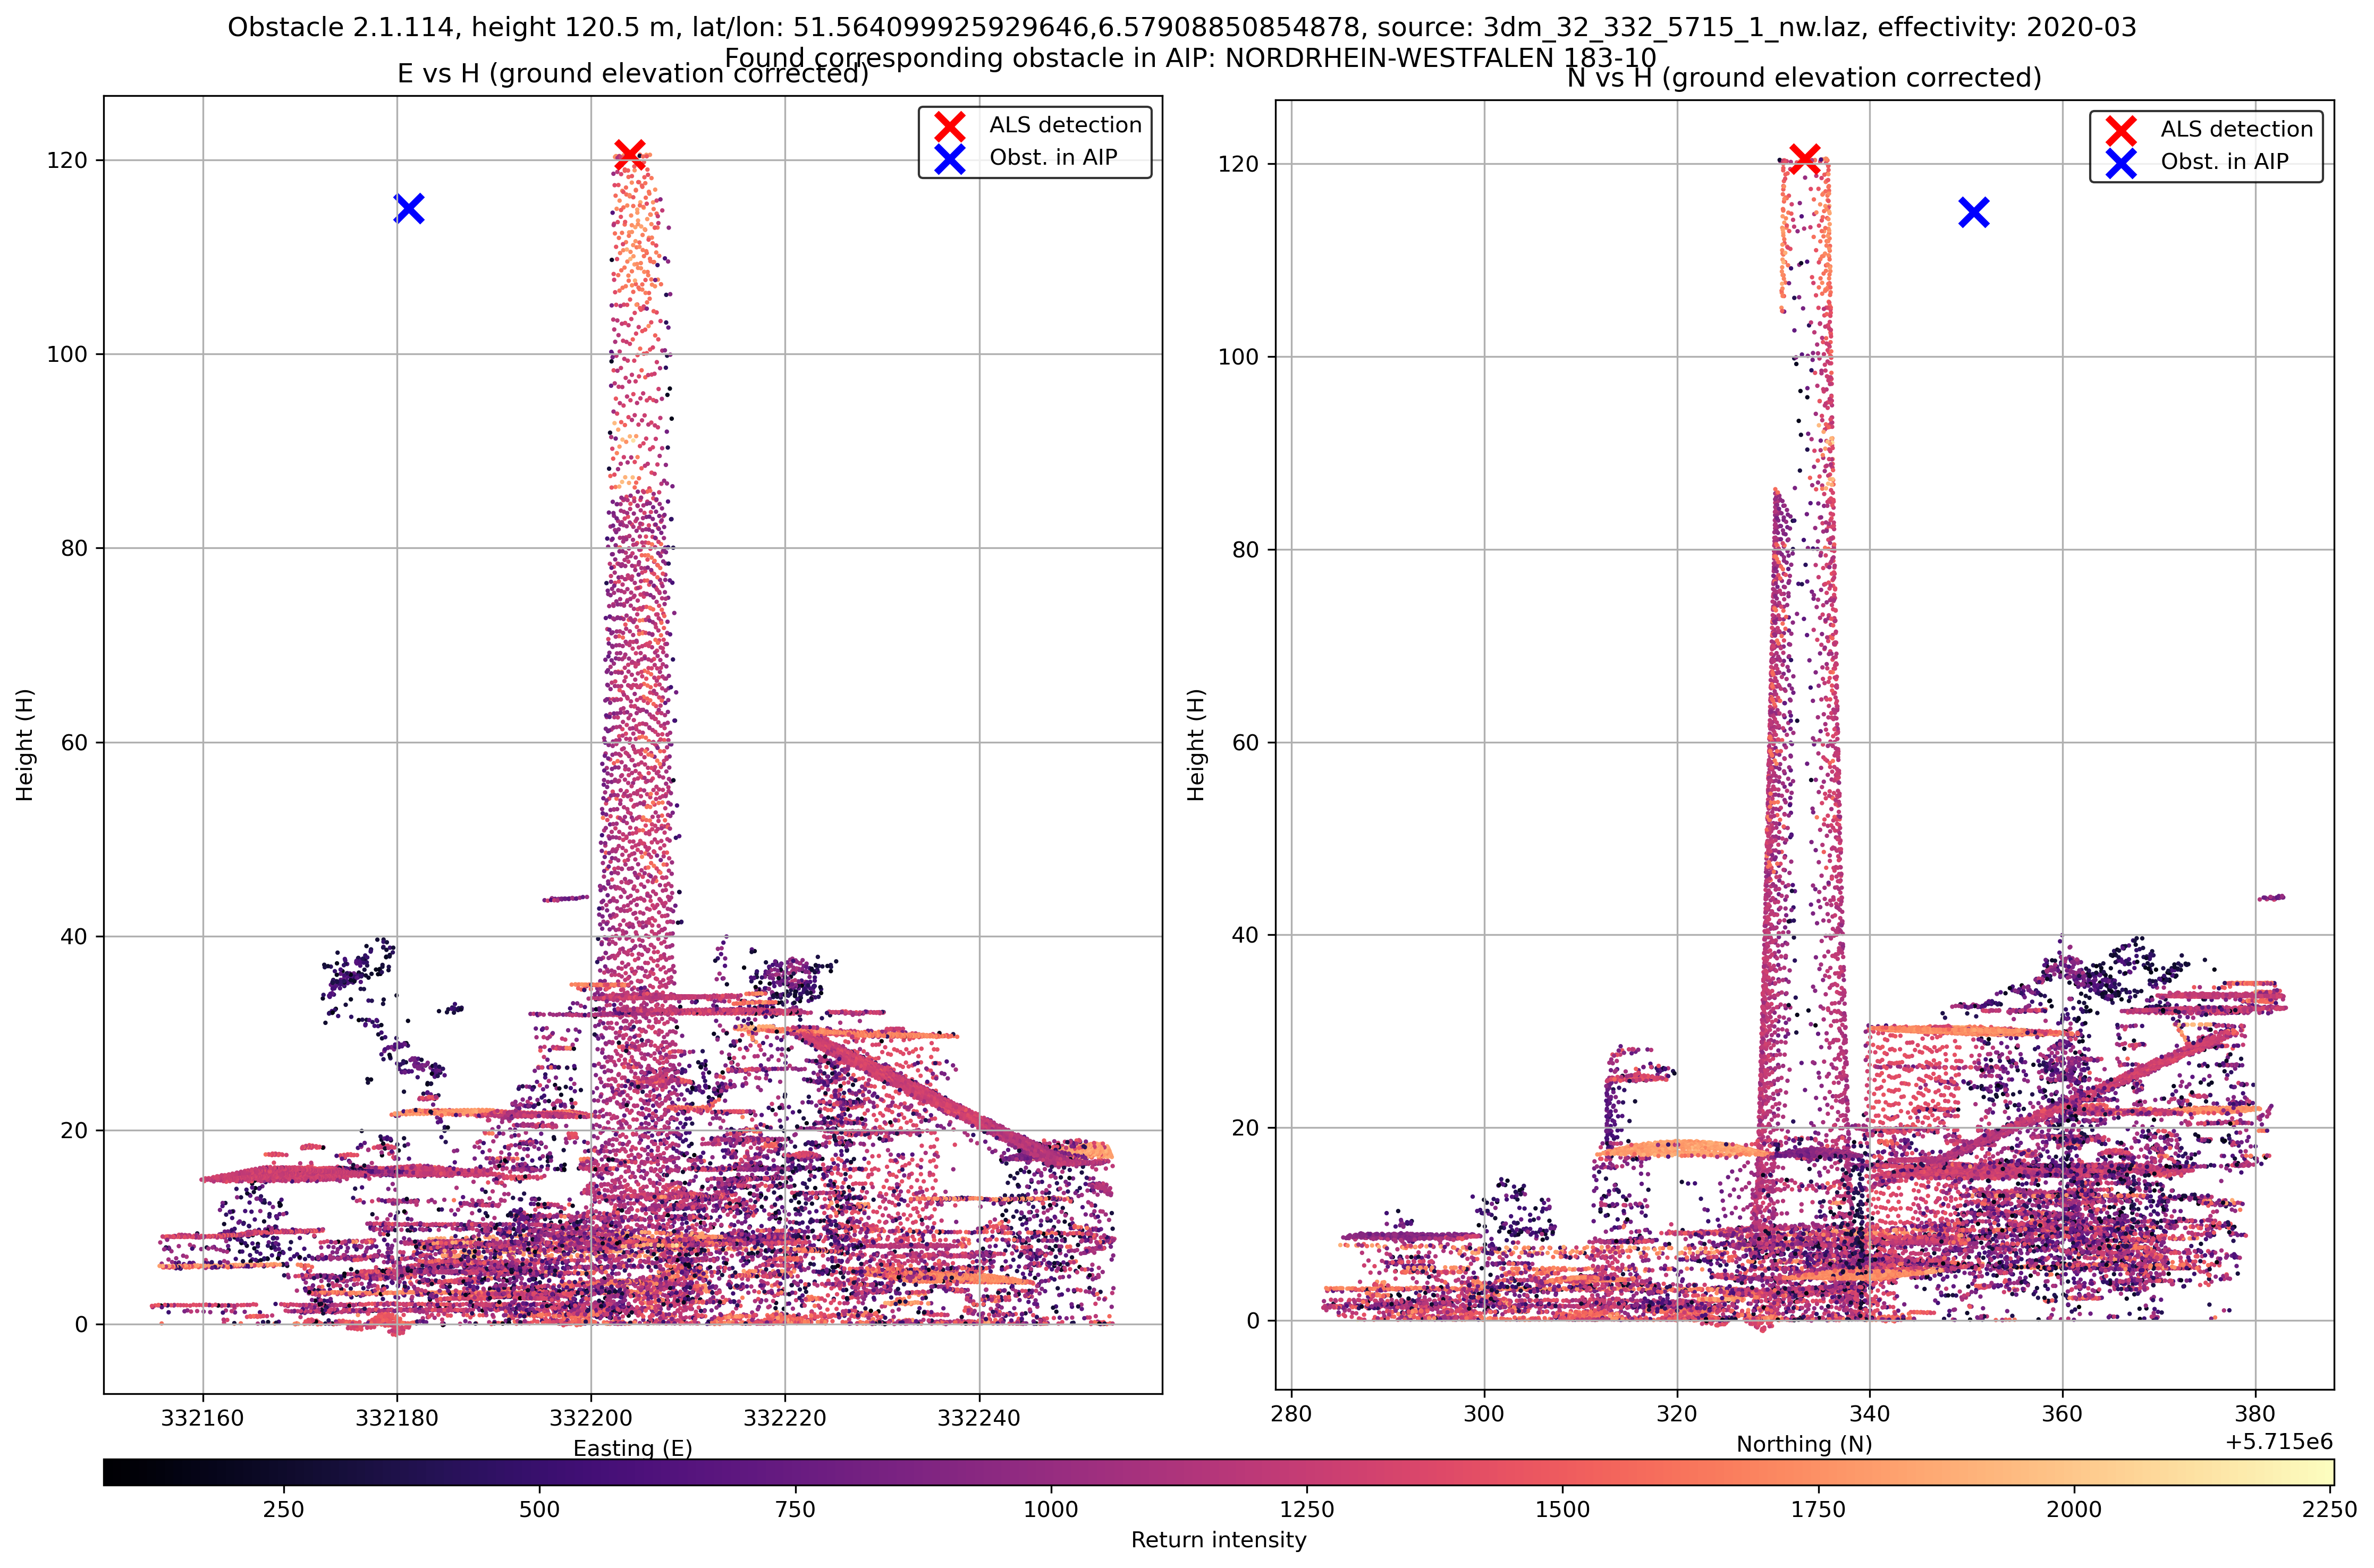 Obstacle 2.1.114, height 120.5 m, lat/lon: 51.564099925929646,6.57908850854878, source: 3dm_32_332_5715_1_nw.laz, effectivity: 2020-03
Found corresponding obstacle in AIP: NORDRHEIN-WESTFALEN 183-10
E vs H (ground elevation corrected)
ALS detection
Obst. in AIP
120
100
80
60
40
20
0
Height (H)
332160 332180 332200 332220 332240
Easting (E)
N vs H (ground elevation corrected)
ALS detection
Obst. in AIP
120
100
80
60
40
20
0
Height (H)
280 300 320 340 360 380
+5.715e6
Northing (N)
250 500 750 1000 1250 1500 1750 2000 2250
Return intensity